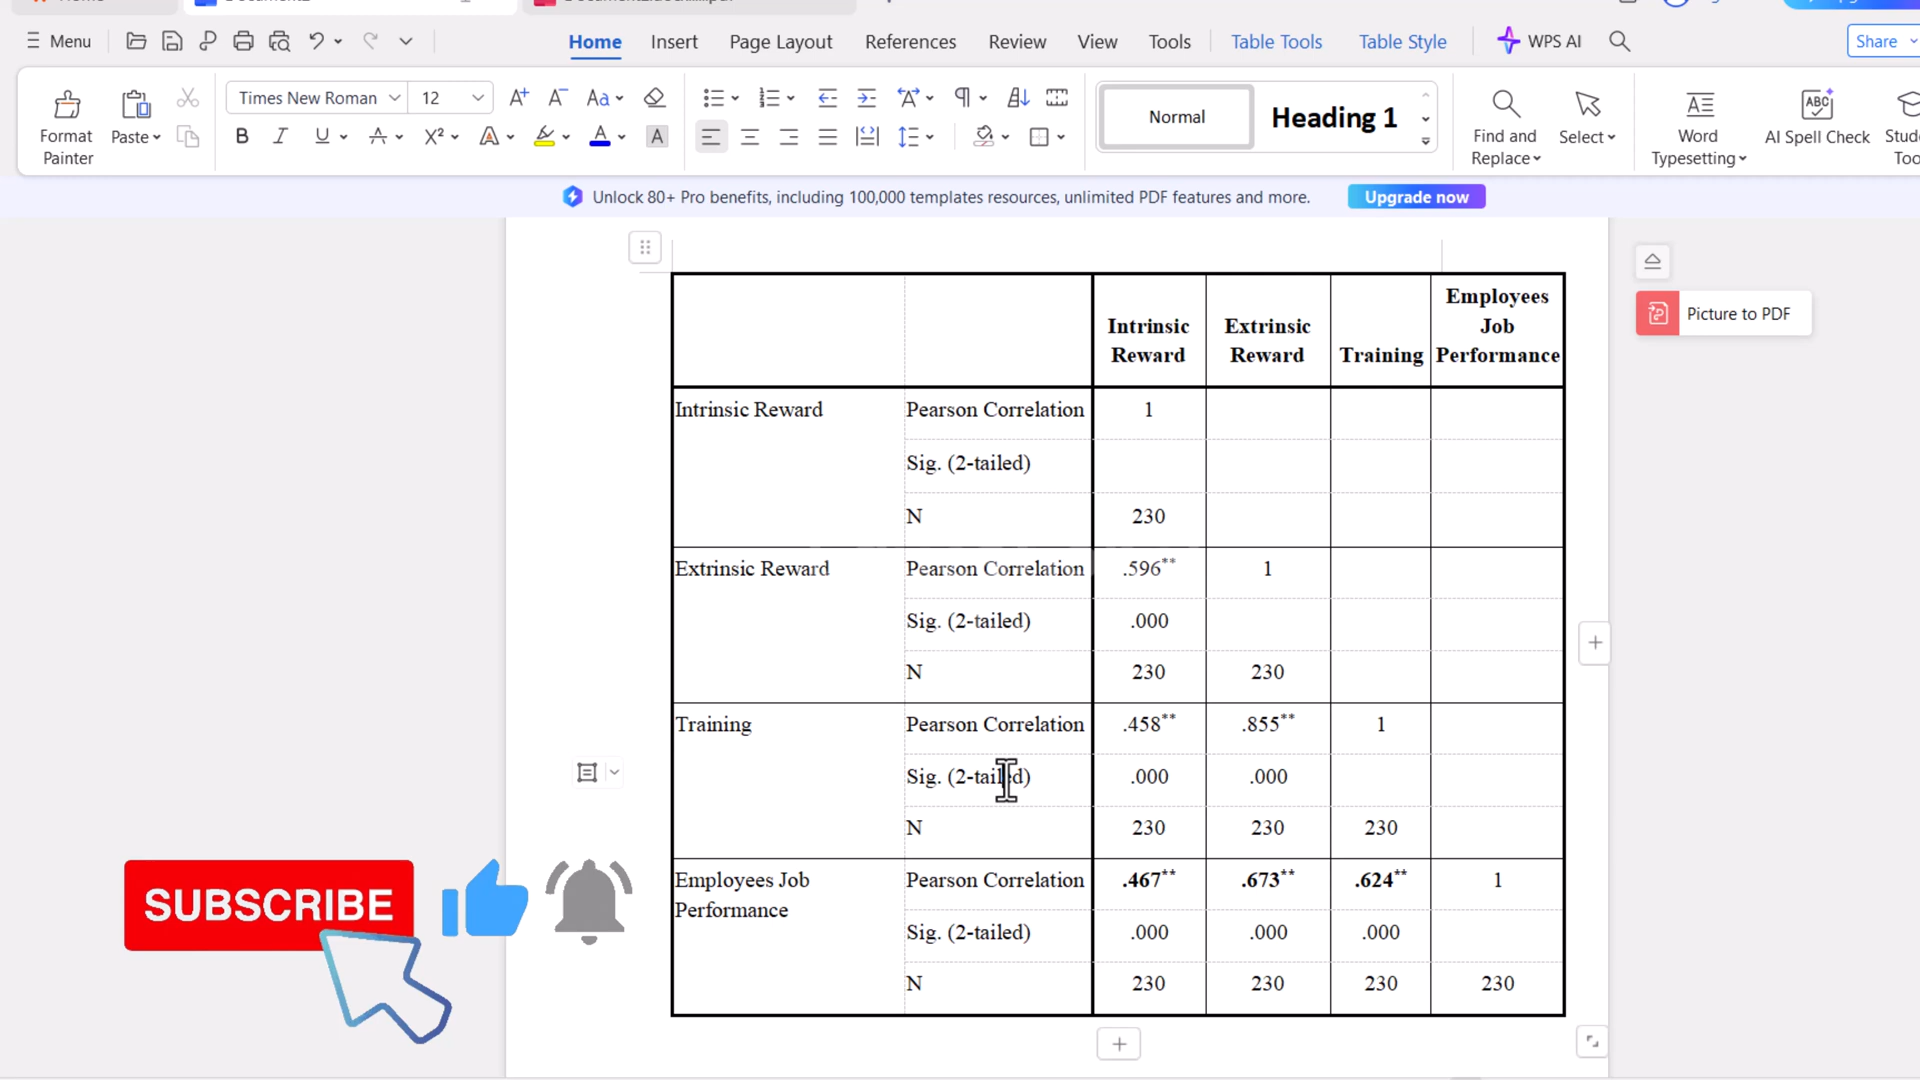 Menu
Home Insert Page Layout References Review View Tools Table Tools Table Style WPS AI
Share
Format Painter
Paste
Times New Roman 12
Normal
Heading 1
Find and Replace
Select
Word Typesetting
AI Spell Check
Unlock 80+ Pro benefits, including 100,000 templates resources, unlimited PDF features and more.
Upgrade now
Picture to PDF
Intrinsic Reward Extrinsic Reward Training Employees Job Performance
Intrinsic Reward Pearson Correlation 1
Sig. (2-tailed)
N 230
Extrinsic Reward Pearson Correlation .596** 1
Sig. (2-tailed) .000
N 230 230
Training Pearson Correlation .458** .855** 1
Sig. (2-tailed) .000 .000
N 230 230 230
Employees Job Performance Pearson Correlation .467** .673** .624** 1
Sig. (2-tailed) .000 .000 .000
N 230 230 230 230
SUBSCRIBE